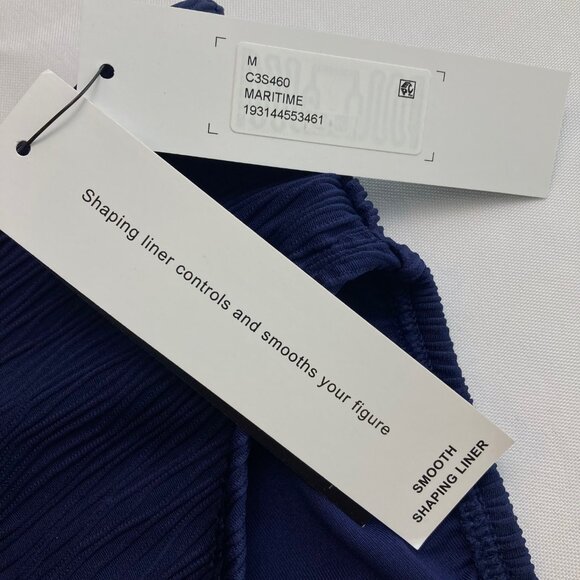 M
C3S460
MARITIME
193144553461
Shaping liner controls and smooths your figure
SMOOTH
SHAPING LINER